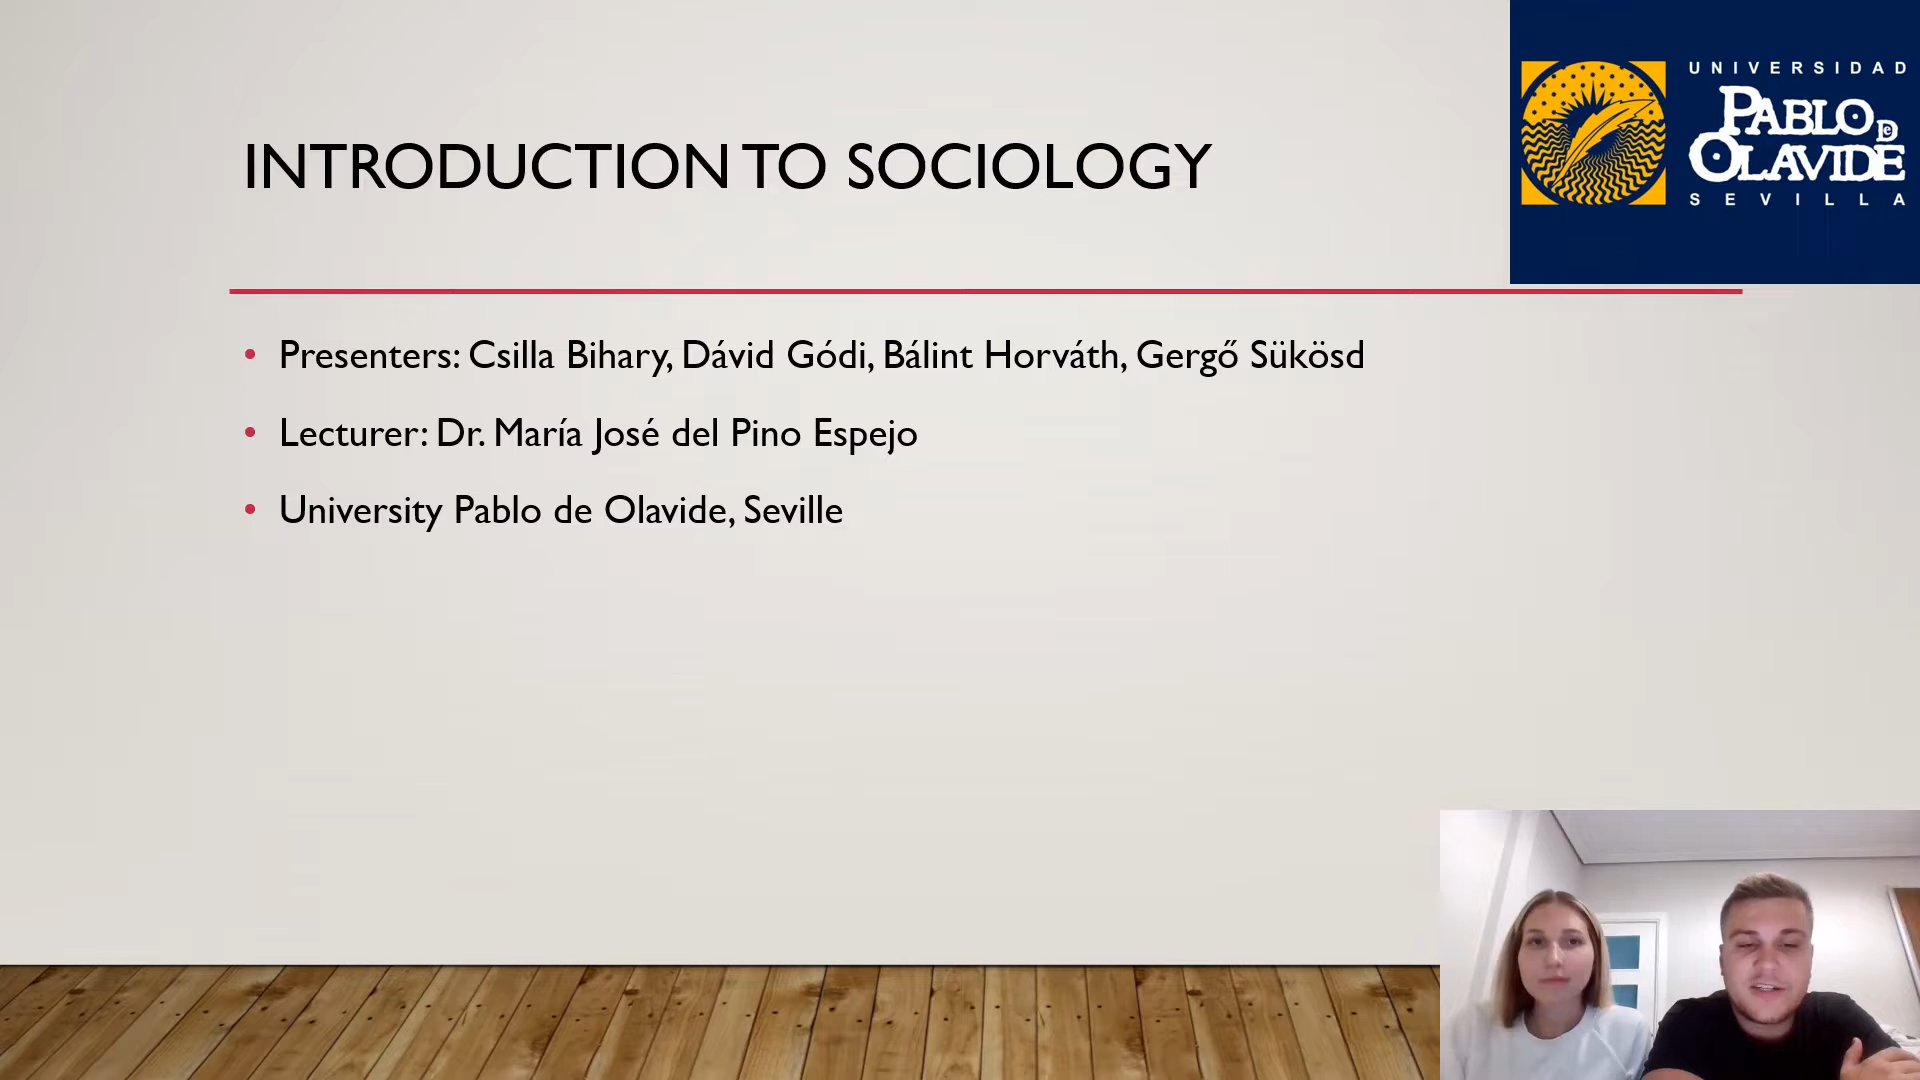 INTRODUCTION TO SOCIOLOGY
UNIVERSIDAD
PABLO DE
OLAVIDE
SEVILLA
• Presenters: Csilla Bihary, Dávid Gódi, Bálint Horváth, Gergő Sükösd
• Lecturer: Dr. María José del Pino Espejo
• University Pablo de Olavide, Seville